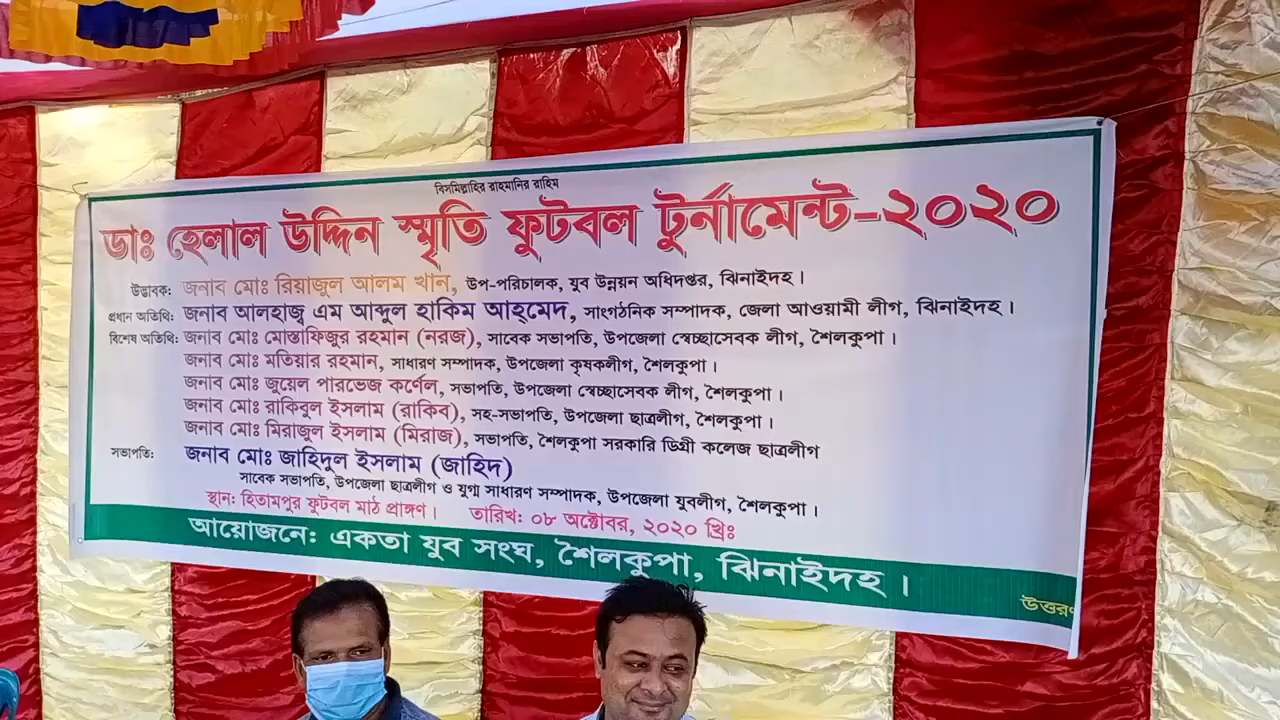 বিসমিল্লাহির রাহমানির রাহিম
ডাঃ হেলাল উদ্দিন স্মৃতি ফুটবল টুর্নামেন্ট-২০২০
উদ্ভাবক: জনাব মোঃ রিয়াজুল আলম খান, উপ-পরিচালক, যুব উন্নয়ন অধিদপ্তর, ঝিনাইদহ।
প্রধান অতিথি: জনাব আলহাজ্ব এম আব্দুল হাকিম আহ্‌মেদ, সাংগঠনিক সম্পাদক, জেলা আওয়ামী লীগ, ঝিনাইদহ।
বিশেষ অতিথি: জনাব মোঃ মোস্তাফিজুর রহমান (নরজ), সাবেক সভাপতি, উপজেলা স্বেচ্ছাসেবক লীগ, শৈলকুপা।
জনাব মোঃ মতিয়ার রহমান, সাধারণ সম্পাদক, উপজেলা কৃষকলীগ, শৈলকুপা।
জনাব মোঃ জুয়েল পারভেজ কর্ণেল, সভাপতি, উপজেলা স্বেচ্ছাসেবক লীগ, শৈলকুপা।
জনাব মোঃ রাকিবুল ইসলাম (রাকিব), সহ-সভাপতি, উপজেলা ছাত্রলীগ, শৈলকুপা।
জনাব মোঃ মিরাজুল ইসলাম (মিরাজ), সভাপতি, শৈলকুপা সরকারি ডিগ্রী কলেজ ছাত্রলীগ
সভাপতি: জনাব মোঃ জাহিদুল ইসলাম (জাহিদ)
সাবেক সভাপতি, উপজেলা ছাত্রলীগ ও যুগ্ম সাধারণ সম্পাদক, উপজেলা যুবলীগ, শৈলকুপা।
স্থান: হিতামপুর ফুটবল মাঠ প্রাঙ্গণ। তারিখ: ০৮ অক্টোবর, ২০২০ খ্রিঃ
আয়োজনে: একতা যুব সংঘ, শৈলকুপা, ঝিনাইদহ।